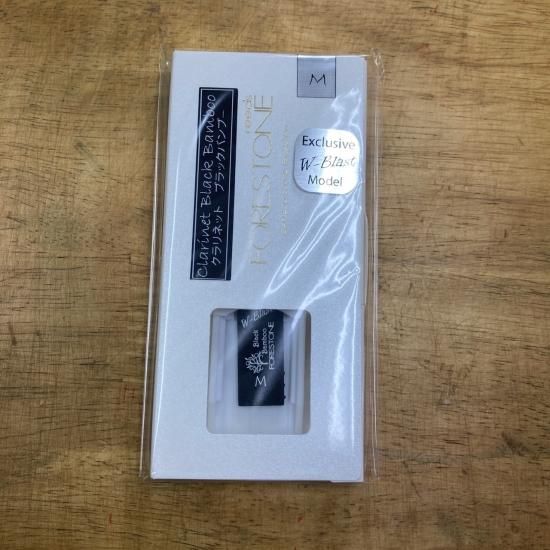 M
Exclusive
W-Blast
Model
Clarinet Black Bamboo
クラリネット ブラックバンブー
reeds
FORESTONE
W-Blast
Black
Bamboo
FORESTONE
M